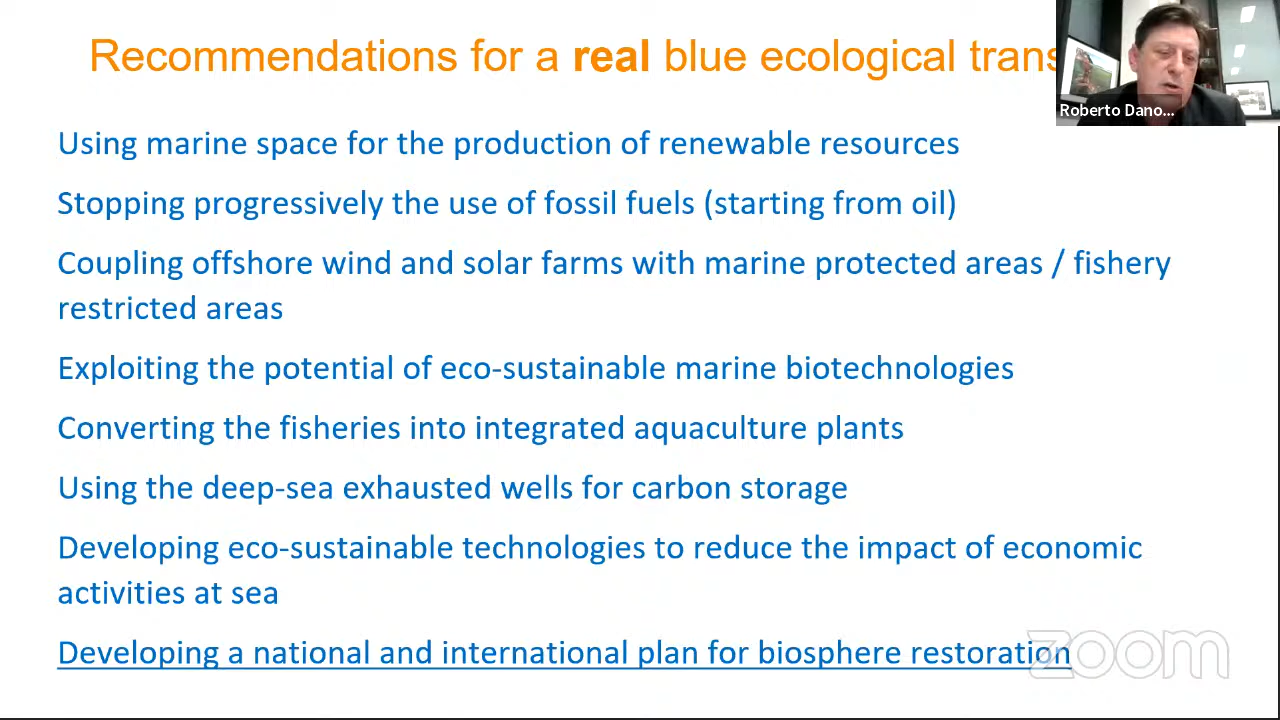 Recommendations for a real blue ecological trans
Roberto Dano...
Using marine space for the production of renewable resources
Stopping progressively the use of fossil fuels (starting from oil)
Coupling offshore wind and solar farms with marine protected areas / fishery
restricted areas
Exploiting the potential of eco-sustainable marine biotechnologies
Converting the fisheries into integrated aquaculture plants
Using the deep-sea exhausted wells for carbon storage
Developing eco-sustainable technologies to reduce the impact of economic
activities at sea
Developing a national and international plan for biosphere restoration
zoom